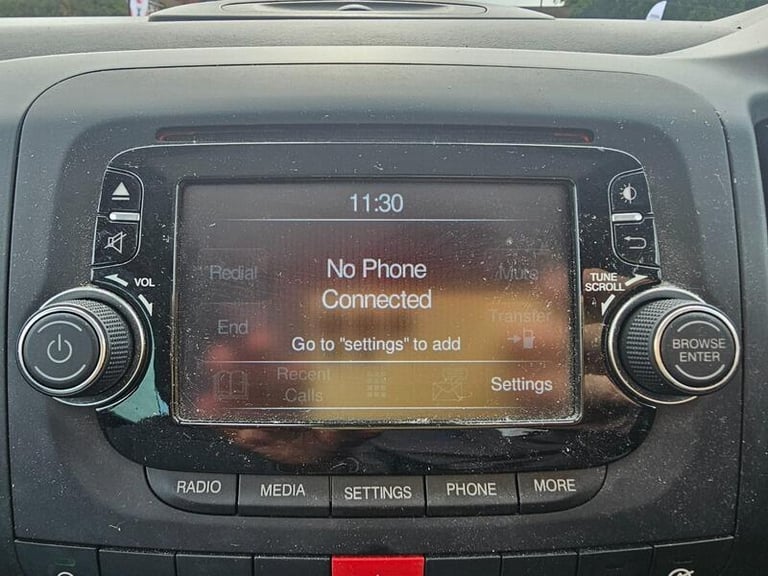 11:30
Redial
No Phone
Connected
Mute
End
Transfer
Go to "settings" to add
Recent
Calls
Settings
VOL
TUNE
SCROLL
BROWSE
ENTER
RADIO
MEDIA
SETTINGS
PHONE
MORE